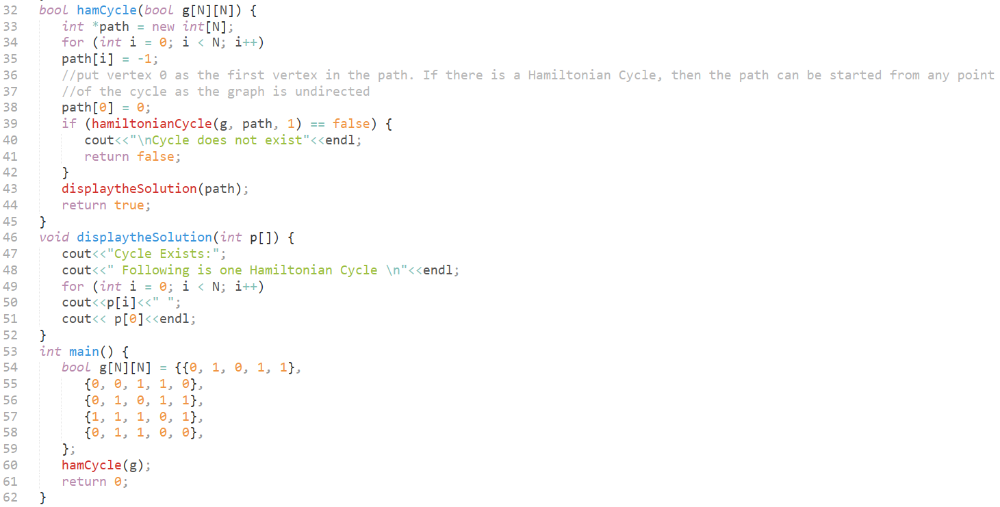 32 bool hamCycle(bool g[N][N]) {
33    int *path = new int[N];
34    for (int i = 0; i < N; i++)
35    path[i] = -1;
36    //put vertex 0 as the first vertex in the path. If there is a Hamiltonian Cycle, then the path can be started from any point
37    //of the cycle as the graph is undirected
38    path[0] = 0;
39    if (hamiltonianCycle(g, path, 1) == false) {
40       cout<<"\nCycle does not exist"<<endl;
41       return false;
42    }
43    displaytheSolution(path);
44    return true;
45 }
46 void displaytheSolution(int p[]) {
47    cout<<"Cycle Exists:";
48    cout<<" Following is one Hamiltonian Cycle \n"<<endl;
49    for (int i = 0; i < N; i++)
50    cout<<p[i]<<" ";
51    cout<< p[0]<<endl;
52 }
53 int main() {
54    bool g[N][N] = {{0, 1, 0, 1, 1},
55       {0, 0, 1, 1, 0},
56       {0, 1, 0, 1, 1},
57       {1, 1, 1, 0, 1},
58       {0, 1, 1, 0, 0},
59    };
60    hamCycle(g);
61    return 0;
62 }